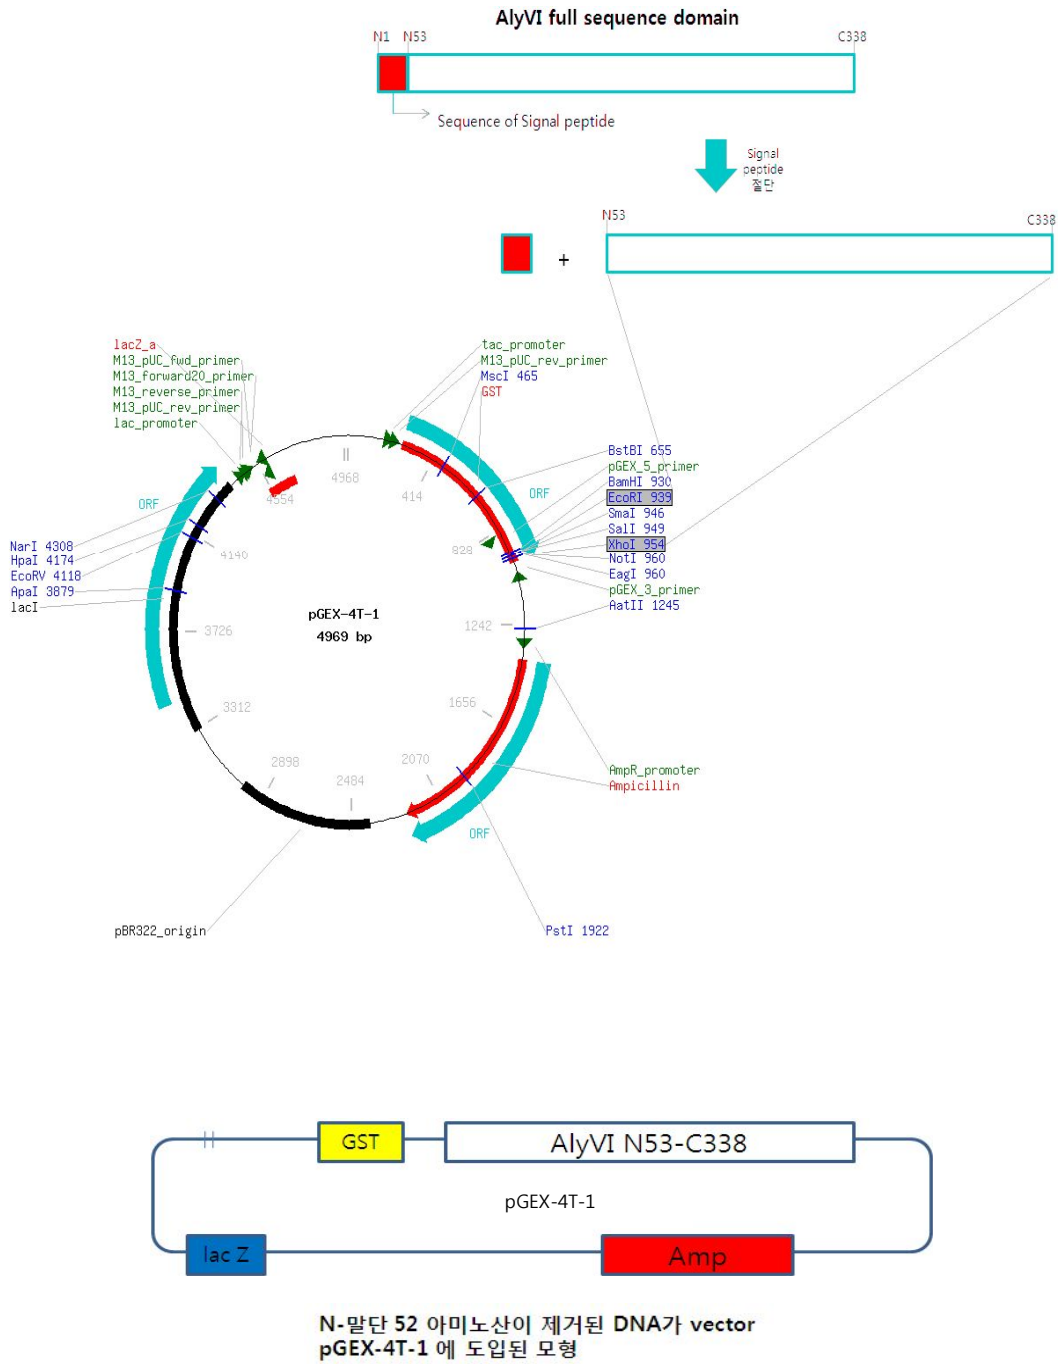 AlyVI full sequence domain
N1 N53 C338
Sequence of Signal peptide
Signal
peptide
절단
N53 C338
+
lacZ_a
M13_pUC_fwd_primer
M13_forward20_primer
M13_reverse_primer
M13_pUC_rev_primer
lac_promoter
tac_promoter
M13_pUC_rev_primer
MscI 465
GST
BstBI 655
pGEX_5_primer
BamHI 930
EcoRI 939
SmaI 946
SalI 949
XhoI 954
NotI 960
EagI 960
pGEX_3_primer
AatII 1245
ORF
ORF
ORF
NarI 4308
HpaI 4174
EcoRV 4118
ApaI 3879
lacI
4968
414
828
1242
1656
2070
2484
2898
3312
3726
4140
4554
pGEX-4T-1
4969 bp
AmpR_promoter
Ampicillin
pBR322_origin
PstI 1922
GST
AlyVI N53-C338
pGEX-4T-1
lac Z
Amp
N-말단 52 아미노산이 제거된 DNA가 vector
pGEX-4T-1 에 도입된 모형